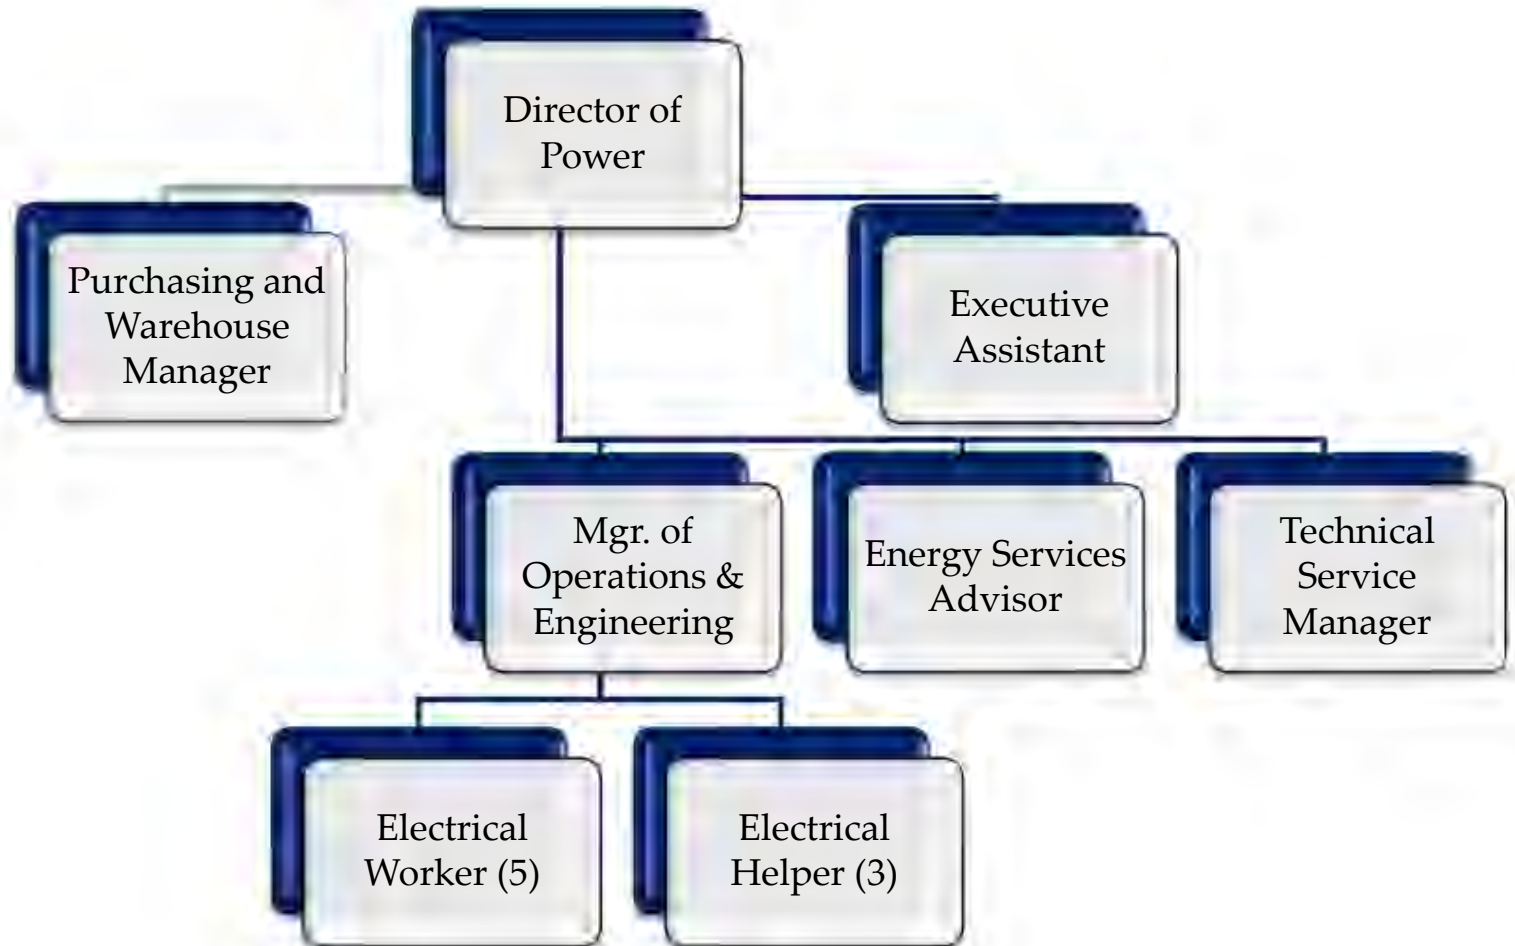 Director of
Power
Purchasing and
Warehouse
Manager
Executive
Assistant
Mgr. of
Operations &
Engineering
Energy Services
Advisor
Technical
Service
Manager
Electrical
Worker (5)
Electrical
Helper (3)